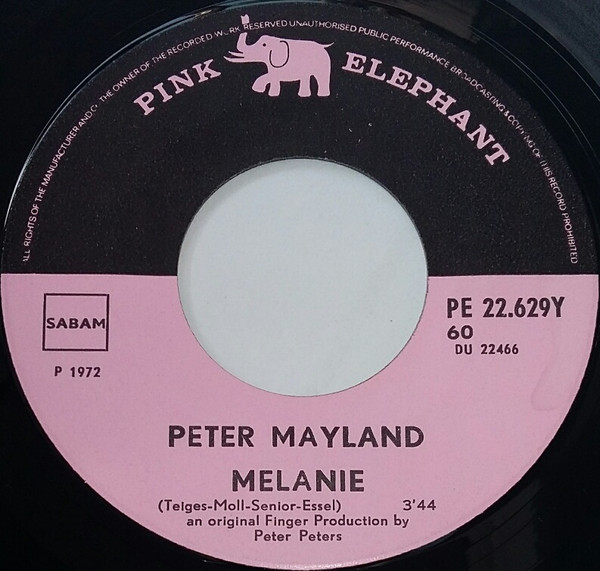 ALL RIGHTS OF THE MANUFACTURER AND OF THE OWNER OF THE RECORDED WORK RESERVED UNAUTHORISED PUBLIC PERFORMANCE BROADCASTING & COPYING OF THIS RECORD PROHIBITED
PINK ELEPHANT
SABAM
P 1972
PE 22.629Y
60
DU 22466
PETER MAYLAND
MELANIE
(Teiges-Moll-Senior-Essel) 3'44
an original Finger Production by
Peter Peters